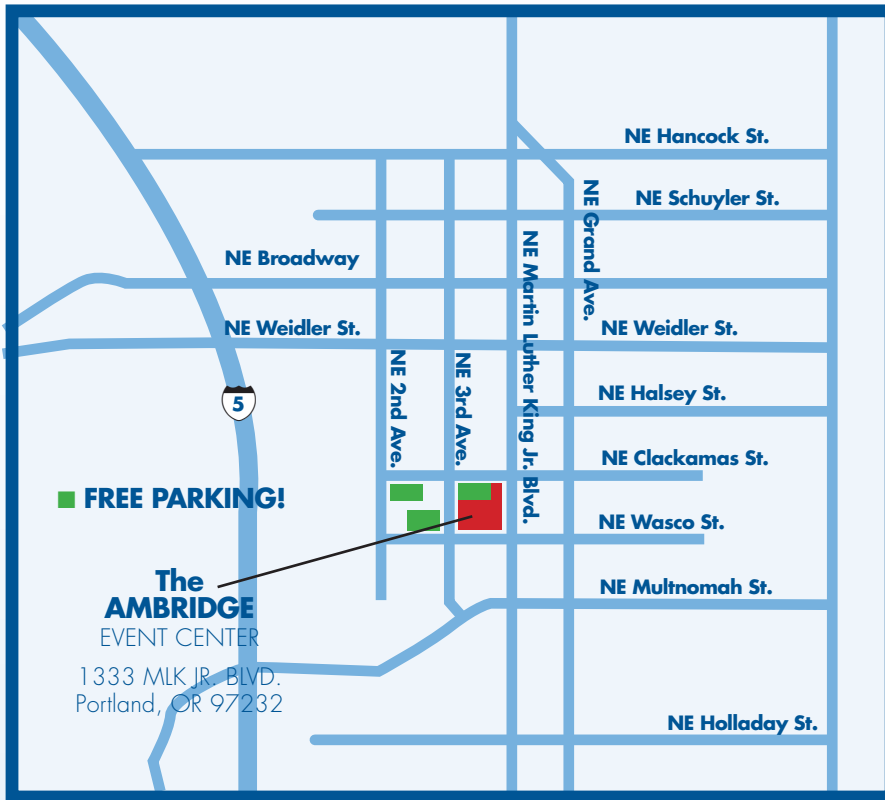 NE Hancock St.
NE Schuyler St.
NE Grand Ave.
NE Broadway
NE Martin Luther King Jr. Blvd.
NE Weidler St.
NE Weidler St.
NE 2nd Ave.
NE 3rd Ave.
NE Halsey St.
5
NE Clackamas St.
FREE PARKING!
NE Wasco St.
The
AMBRIDGE
EVENT CENTER
1333 MLK JR. BLVD.
Portland, OR 97232
NE Multnomah St.
NE Holladay St.